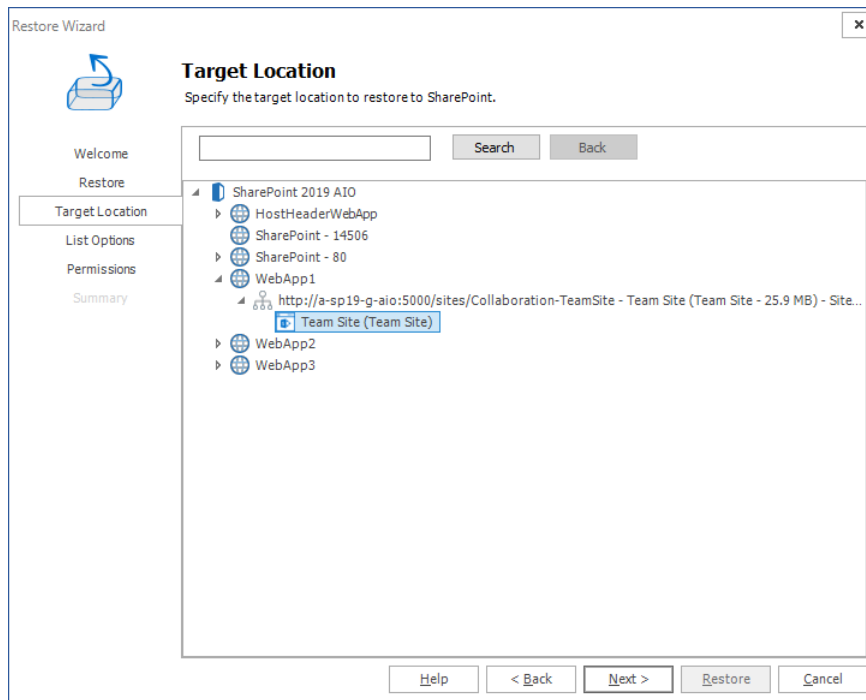 Restore Wizard
Target Location
Specify the target location to restore to SharePoint.
Welcome
Restore
Target Location
List Options
Permissions
Summary
Search
Back
SharePoint 2019 AIO
HostHeaderWebApp
SharePoint - 14506
SharePoint - 80
WebApp1
http://a-sp19-g-aio:5000/sites/Collaboration-TeamSite - Team Site (Team Site - 25.9 MB) - Site...
Team Site (Team Site)
WebApp2
WebApp3
Help
< Back
Next >
Restore
Cancel